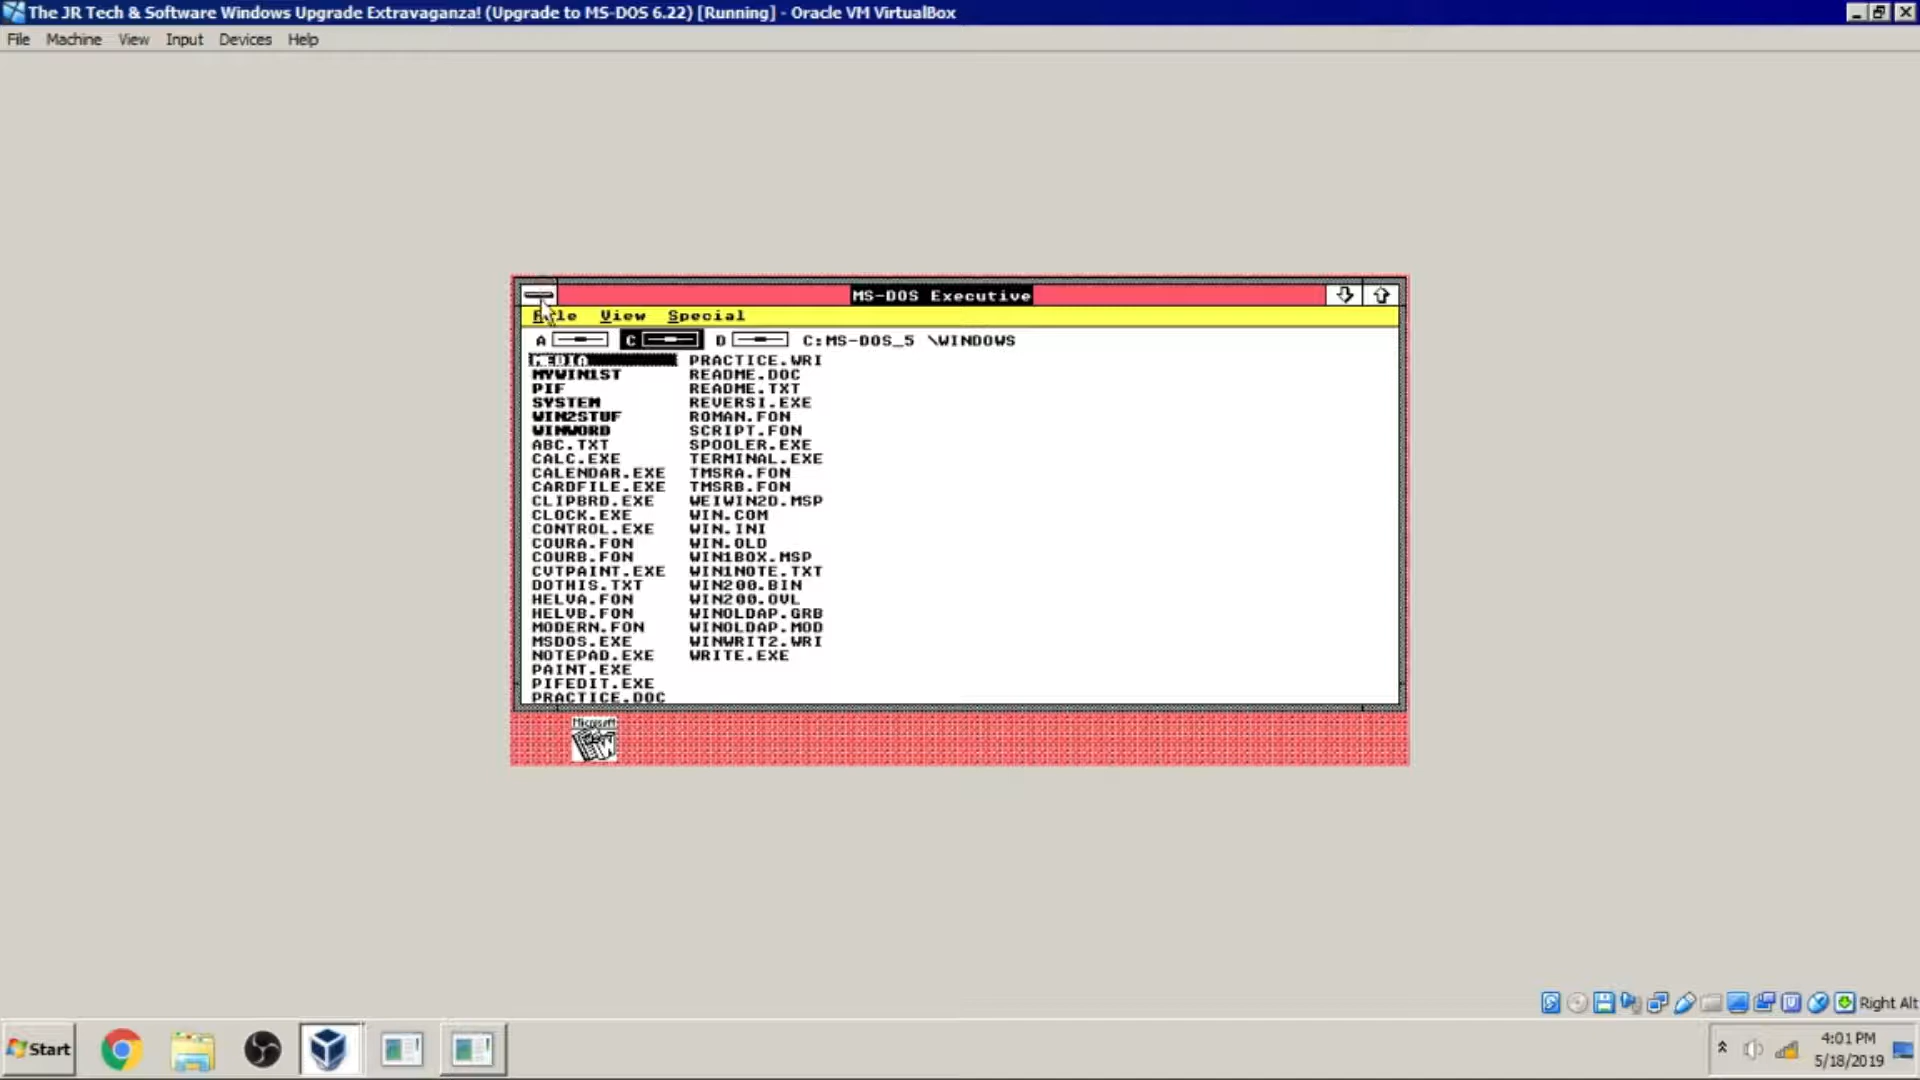 The JR Tech & Software Windows Upgrade Extravaganza! (Upgrade to MS-DOS 6.22) [Running] - Oracle VM VirtualBox
File Machine View Input Devices Help
MS-DOS Executive
File View Special
A C D C:MS-DOS_5 \WINDOWS
MEDIA PRACTICE.WRI
MYWIN1ST README.DOC
PIF README.TXT
SYSTEM REVERSI.EXE
WIN2STUF ROMAN.FON
WINWORD SCRIPT.FON
ABC.TXT SPOOLER.EXE
CALC.EXE TERMINAL.EXE
CALENDAR.EXE TMSRA.FON
CARDFILE.EXE TMSRB.FON
CLIPBRD.EXE WEIWIN2D.MSP
CLOCK.EXE WIN.COM
CONTROL.EXE WIN.INI
COURA.FON WIN.OLD
COURB.FON WIN1BOX.MSP
CVTPAINT.EXE WIN1NOTE.TXT
DOTHIS.TXT WIN200.BIN
HELVA.FON WIN200.OVL
HELVB.FON WINOLDAP.GRB
MODERN.FON WINOLDAP.MOD
MSDOS.EXE WINWRIT2.WRI
NOTEPAD.EXE WRITE.EXE
PAINT.EXE
PIFEDIT.EXE
PRACTICE.DOC
Microsoft
Right Alt
Start
4:01 PM
5/18/2019